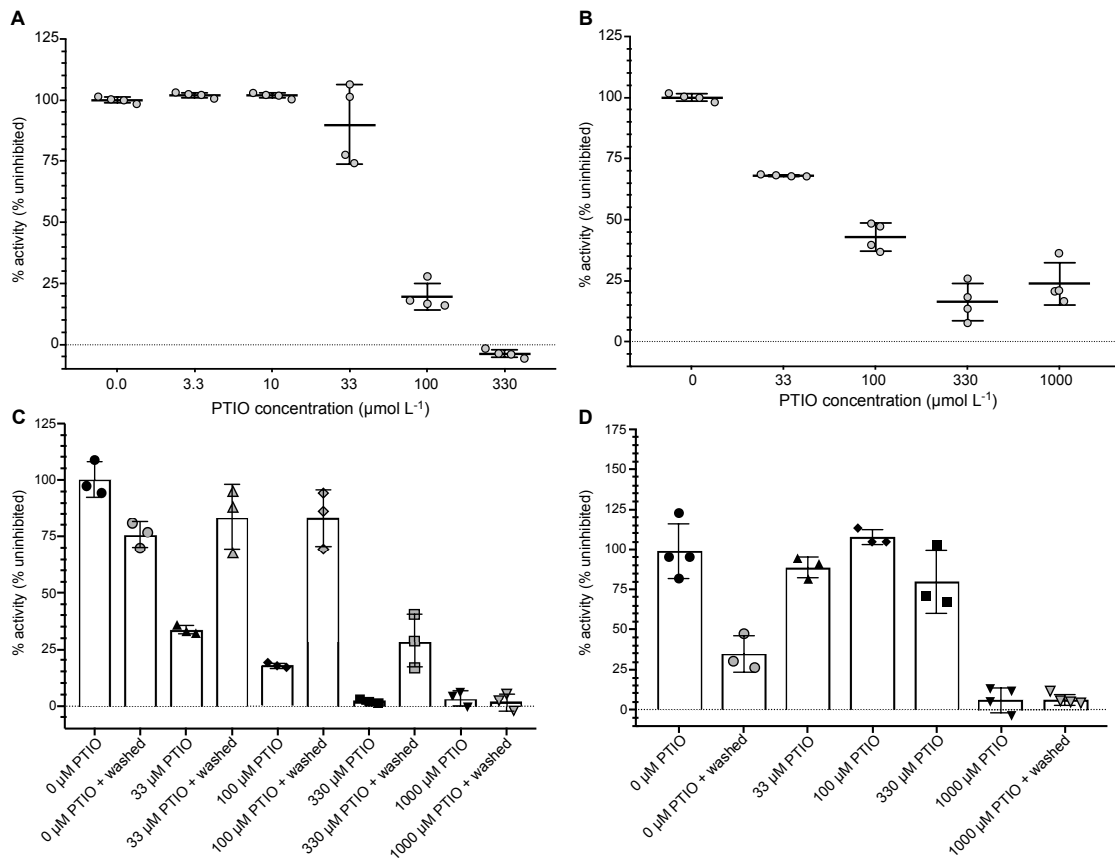 A
125
100
75
50
25
0
% activity (% uninhibited)
0.0 3.3 10 33 100 330
PTIO concentration (µmol L-1)
B
125
100
75
50
25
0
% activity (% uninhibited)
0 33 100 330 1000
PTIO concentration (µmol L-1)
C
125
100
75
50
25
0
% activity (% uninhibited)
0 µM PTIO
0 µM PTIO + washed
33 µM PTIO
33 µM PTIO + washed
100 µM PTIO
100 µM PTIO + washed
330 µM PTIO
330 µM PTIO + washed
1000 µM PTIO
1000 µM PTIO + washed
D
175
150
125
100
75
50
25
0
% activity (% uninhibited)
0 µM PTIO
0 µM PTIO + washed
33 µM PTIO
100 µM PTIO
330 µM PTIO
1000 µM PTIO
1000 µM PTIO + washed